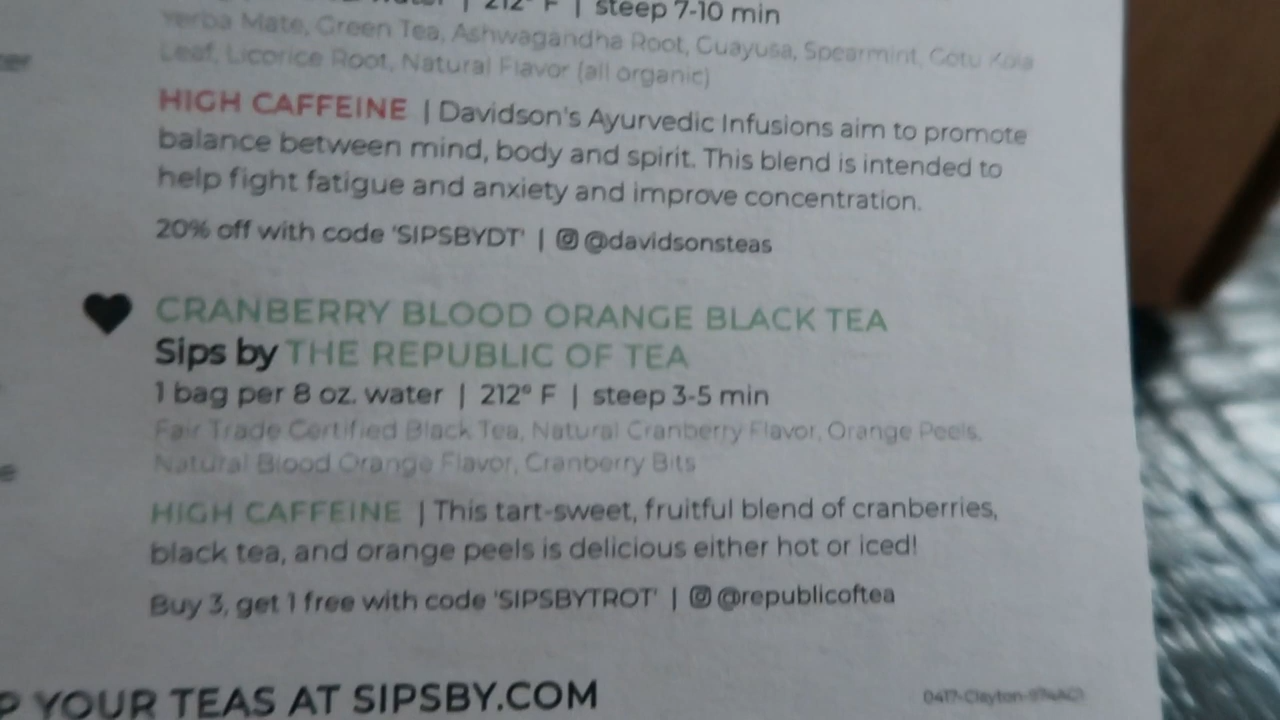 water | 212° F | steep 7-10 min
Yerba Mate, Green Tea, Ashwagandha Root, Guayusa, Spearmint, Gotu Kola
Leaf, Licorice Root, Natural Flavor (all organic)
HIGH CAFFEINE | Davidson's Ayurvedic Infusions aim to promote
balance between mind, body and spirit. This blend is intended to
help fight fatigue and anxiety and improve concentration.
20% off with code 'SIPSBYDT' | @davidsonsteas
CRANBERRY BLOOD ORANGE BLACK TEA
Sips by THE REPUBLIC OF TEA
1 bag per 8 oz. water | 212° F | steep 3-5 min
Fair Trade Certified Black Tea, Natural Cranberry Flavor, Orange Peels,
Natural Blood Orange Flavor, Cranberry Bits
HIGH CAFFEINE | This tart-sweet, fruitful blend of cranberries,
black tea, and orange peels is delicious either hot or iced!
Buy 3, get 1 free with code 'SIPSBYTROT' | @republicoftea
P YOUR TEAS AT SIPSBY.COM